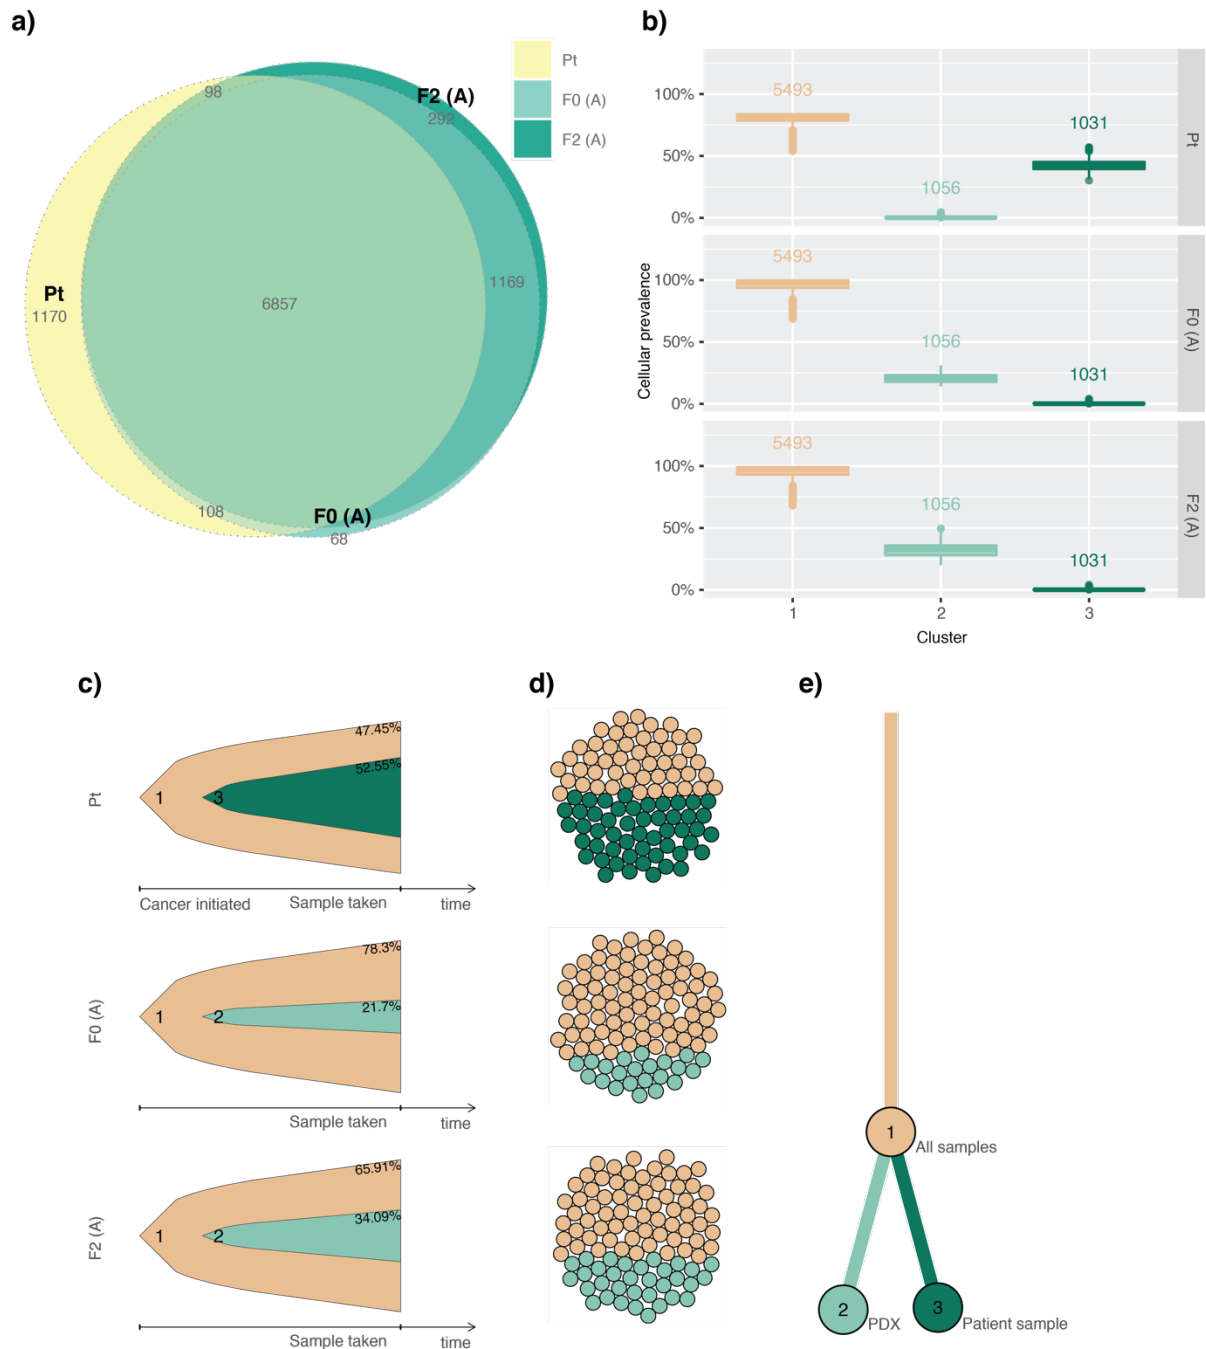 a)
98
F2 (A)
292
Pt
F0 (A)
F2 (A)
1169
Pt
1170
6857
108
F0 (A)
68
b)
Cellular prevalence
100%
50%
0%
5493
1056
1031
Pt
100%
50%
0%
5493
1056
1031
F0 (A)
100%
50%
0%
5493
1056
1031
F2 (A)
1
2
3
Cluster
c)
Pt
1
3
47.45%
52.55%
Cancer initiated
Sample taken
time
F0 (A)
1
2
78.3%
21.7%
Sample taken
time
F2 (A)
1
2
65.91%
34.09%
Sample taken
time
d)
e)
1
All samples
2
PDX
3
Patient sample